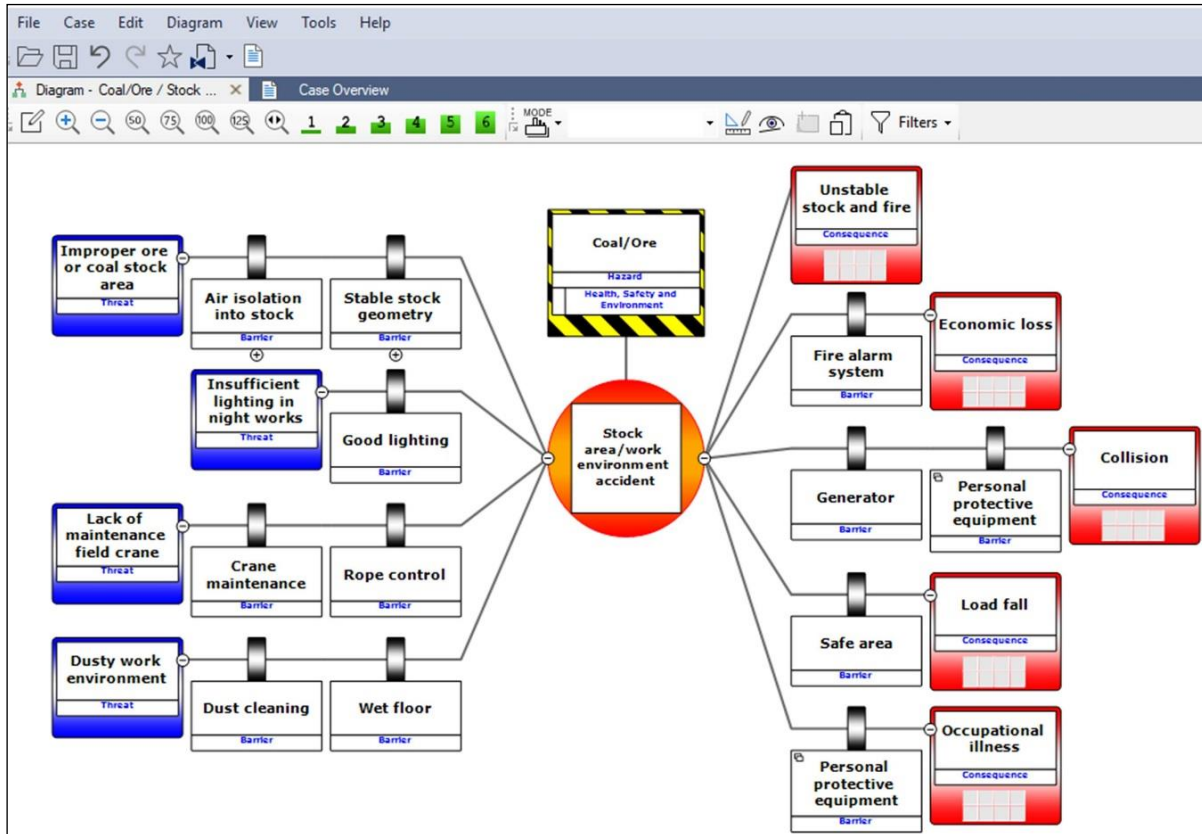 File Case Edit Diagram View Tools Help
Diagram - Coal/Ore / Stock ... Case Overview
50 75 100 125 1 2 3 4 5 6 MODE Filters
Improper ore
or coal stock
area
Threat
Air isolation
into stock
Barrier
Stable stock
geometry
Barrier
Insufficient
lighting in
night works
Threat
Good lighting
Barrier
Lack of
maintenance
field crane
Threat
Crane
maintenance
Barrier
Rope control
Barrier
Dusty work
environment
Threat
Dust cleaning
Barrier
Wet floor
Barrier
Coal/Ore
Hazard
Health, Safety and
Environment
Stock
area/work
environment
accident
Unstable
stock and fire
Consequence
Fire alarm
system
Barrier
Economic loss
Consequence
Generator
Barrier
Personal
protective
equipment
Barrier
Collision
Consequence
Safe area
Barrier
Load fall
Consequence
Personal
protective
equipment
Barrier
Occupational
illness
Consequence